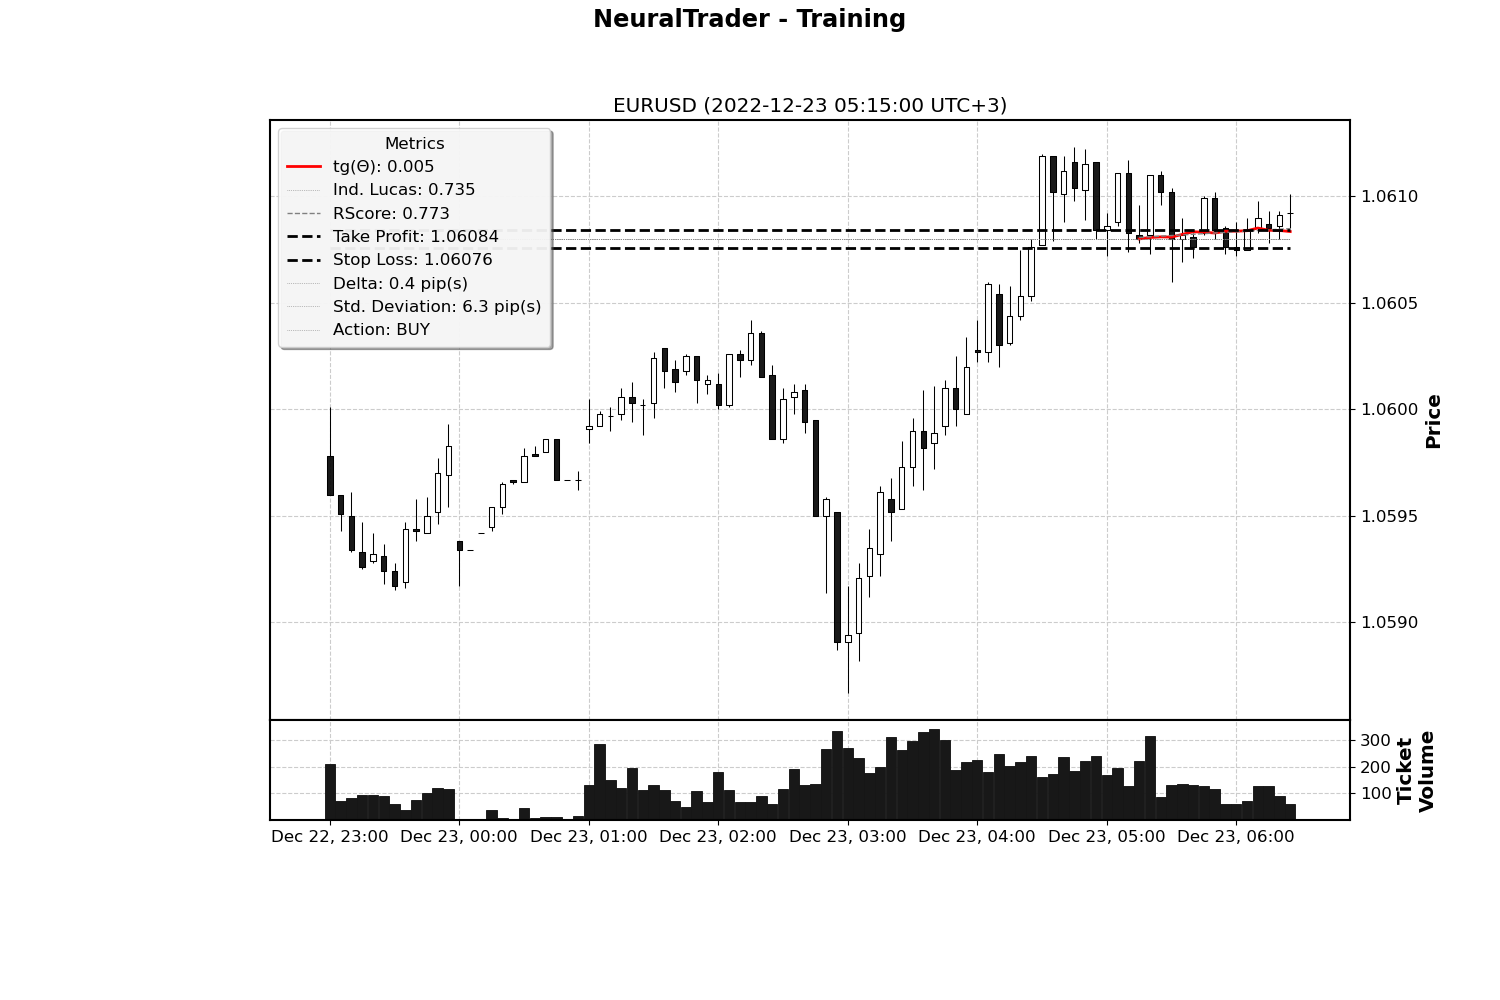 NeuralTrader - Training
EURUSD (2022-12-23 05:15:00 UTC+3)
Metrics
tg(Θ): 0.005
Ind. Lucas: 0.735
RScore: 0.773
Take Profit: 1.06084
Stop Loss: 1.06076
Delta: 0.4 pip(s)
Std. Deviation: 6.3 pip(s)
Action: BUY
1.0610
1.0605
1.0600
1.0595
1.0590
Price
300
200
100
Ticket
Volume
Dec 22, 23:00 Dec 23, 00:00 Dec 23, 01:00 Dec 23, 02:00 Dec 23, 03:00 Dec 23, 04:00 Dec 23, 05:00 Dec 23, 06:00